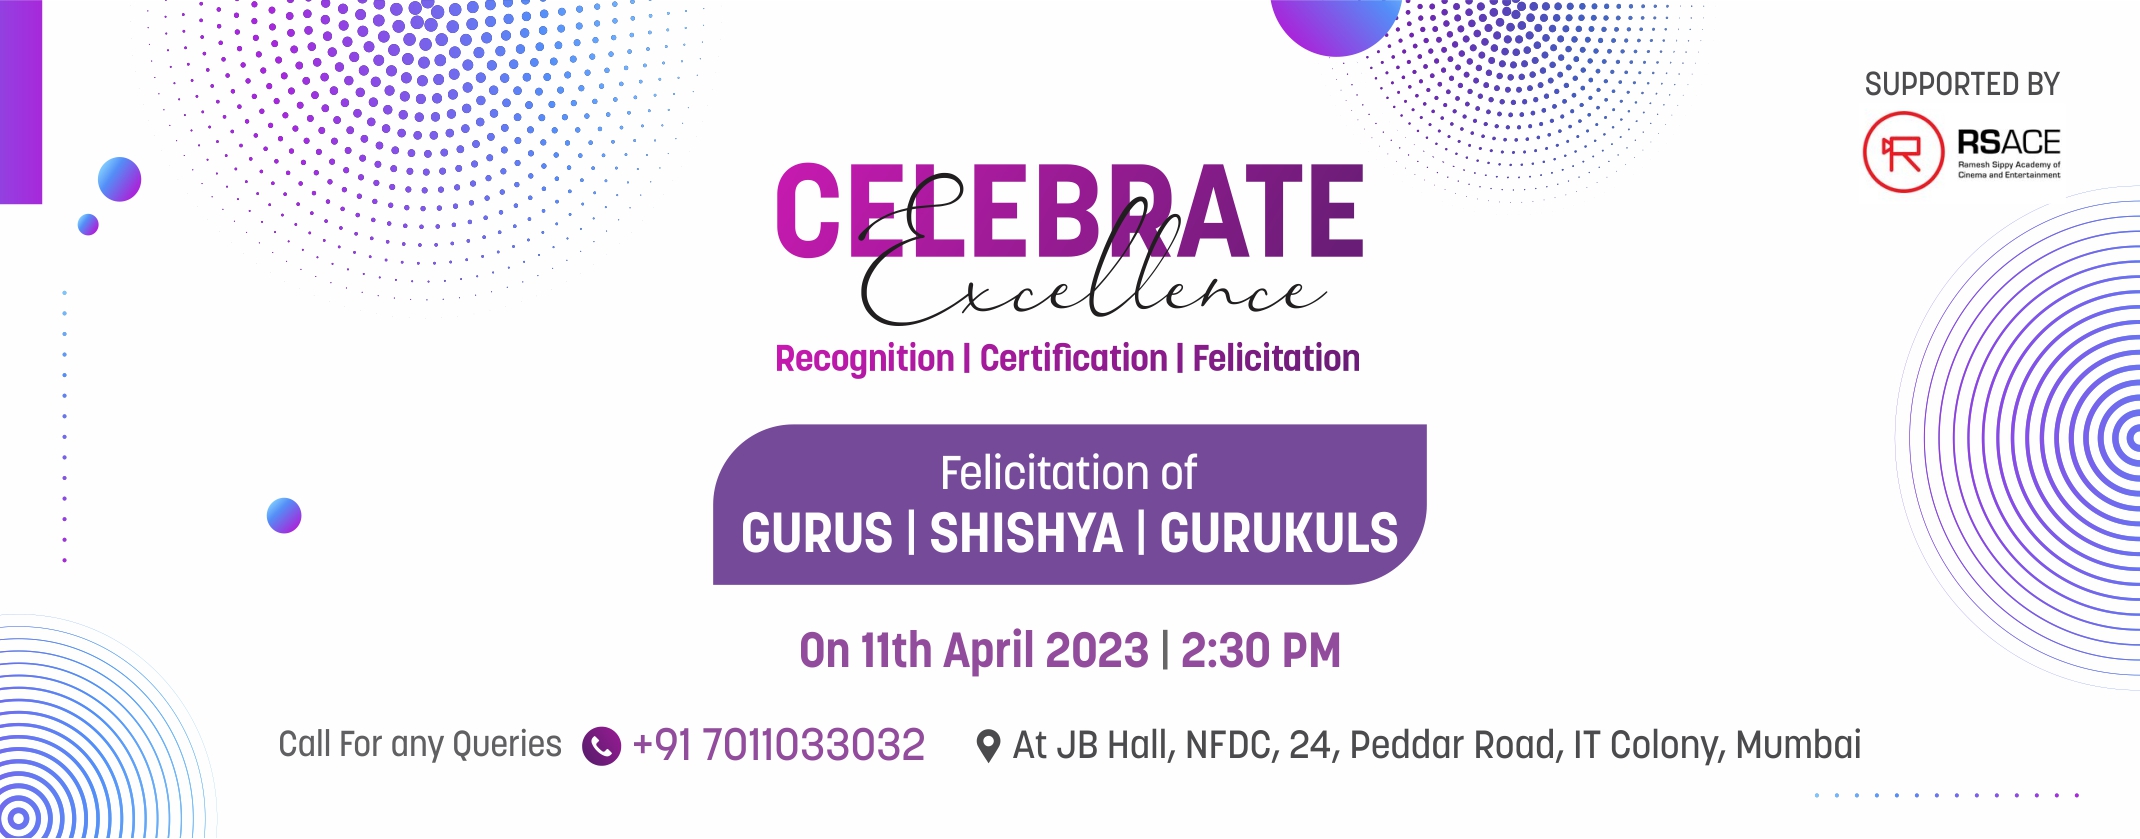 SUPPORTED BY
RSACE
Ramesh Sippy Academy of
Cinema and Entertainment
CELEBRATE
Excellence
Recognition | Certification | Felicitation
Felicitation of
GURUS | SHISHYA | GURUKULS
On 11th April 2023 | 2:30 PM
Call For any Queries +91 7011033032 At JB Hall, NFDC, 24, Peddar Road, IT Colony, Mumbai